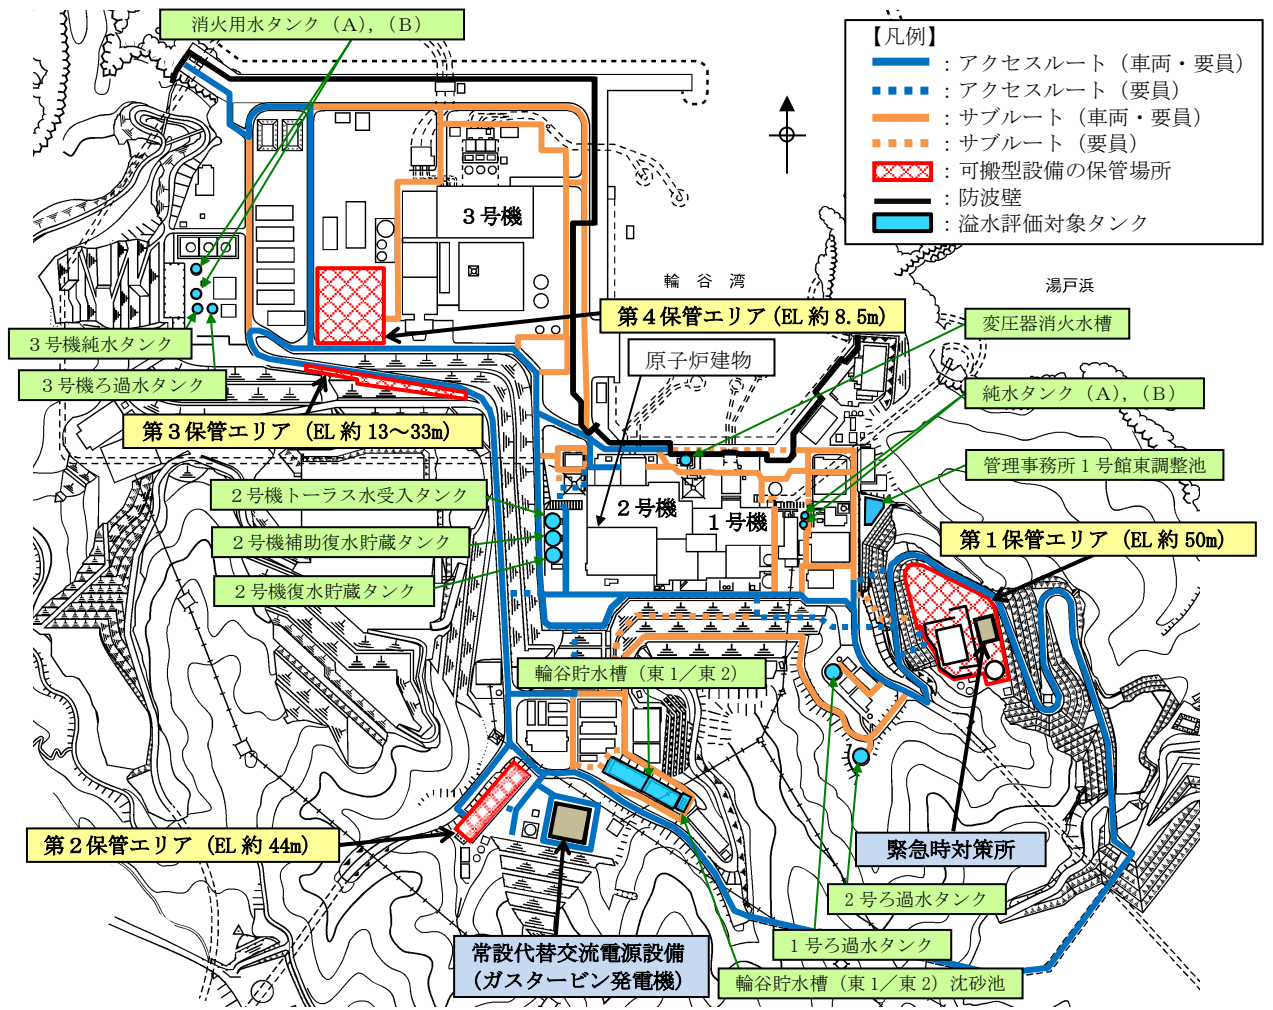 消火用水タンク（A），（B）
【凡例】
：アクセスルート（車両・要員）
：アクセスルート（要員）
：サブルート（車両・要員）
：サブルート（要員）
：可搬型設備の保管場所
：防波壁
：溢水評価対象タンク
３号機
輪谷湾
湯戸浜
第４保管エリア（EL 約 8.5m）
変圧器消火水槽
３号機純水タンク
原子炉建物
３号機ろ過水タンク
純水タンク（A），（B）
第３保管エリア（EL 約 13～33m）
管理事務所１号館東調整池
２号機トーラス水受入タンク
２号機
１号機
２号機補助復水貯蔵タンク
第１保管エリア（EL 約 50m）
２号機復水貯蔵タンク
輪谷貯水槽（東１／東２）
第２保管エリア（EL 約 44m）
緊急時対策所
２号ろ過水タンク
常設代替交流電源設備
（ガスタービン発電機）
１号ろ過水タンク
輪谷貯水槽（東１／東２）沈砂池